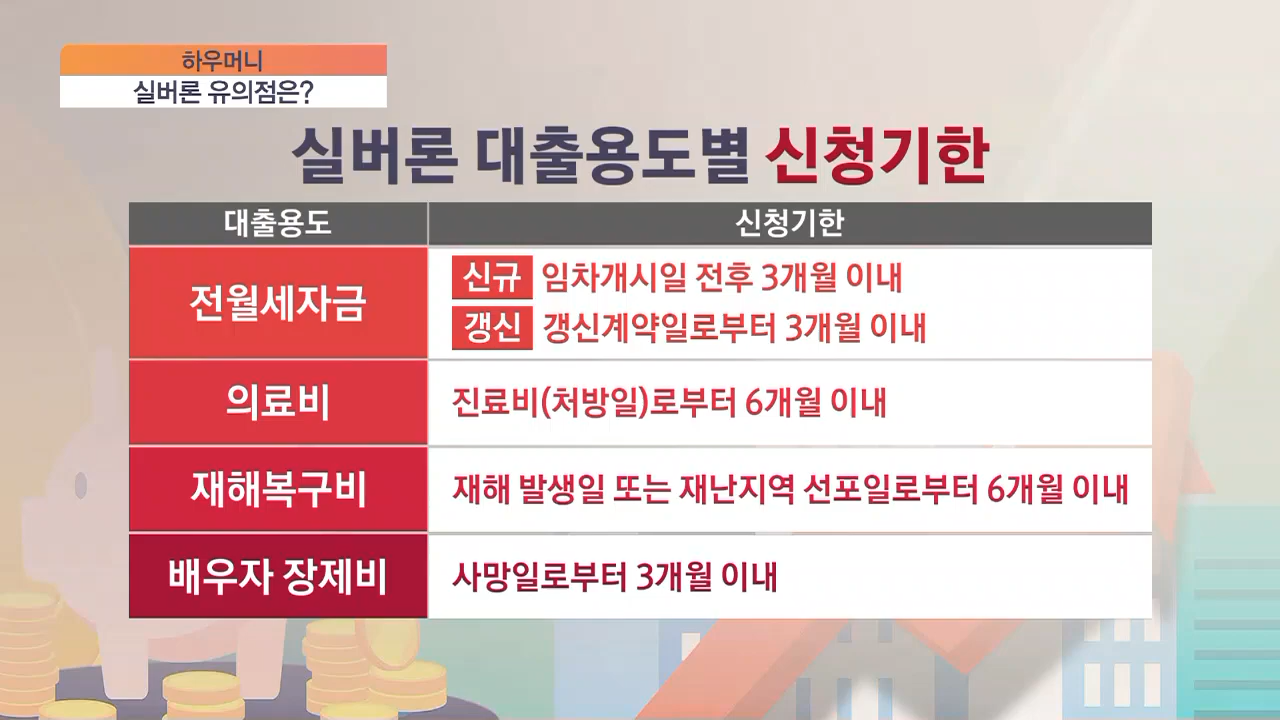 하우머니
실버론 유의점은?
실버론 대출용도별 신청기한
대출용도 신청기한
전월세자금
신규 임차개시일 전후 3개월 이내
갱신 갱신계약일로부터 3개월 이내
의료비 진료비(처방일)로부터 6개월 이내
재해복구비 재해 발생일 또는 재난지역 선포일로부터 6개월 이내
배우자 장제비 사망일로부터 3개월 이내